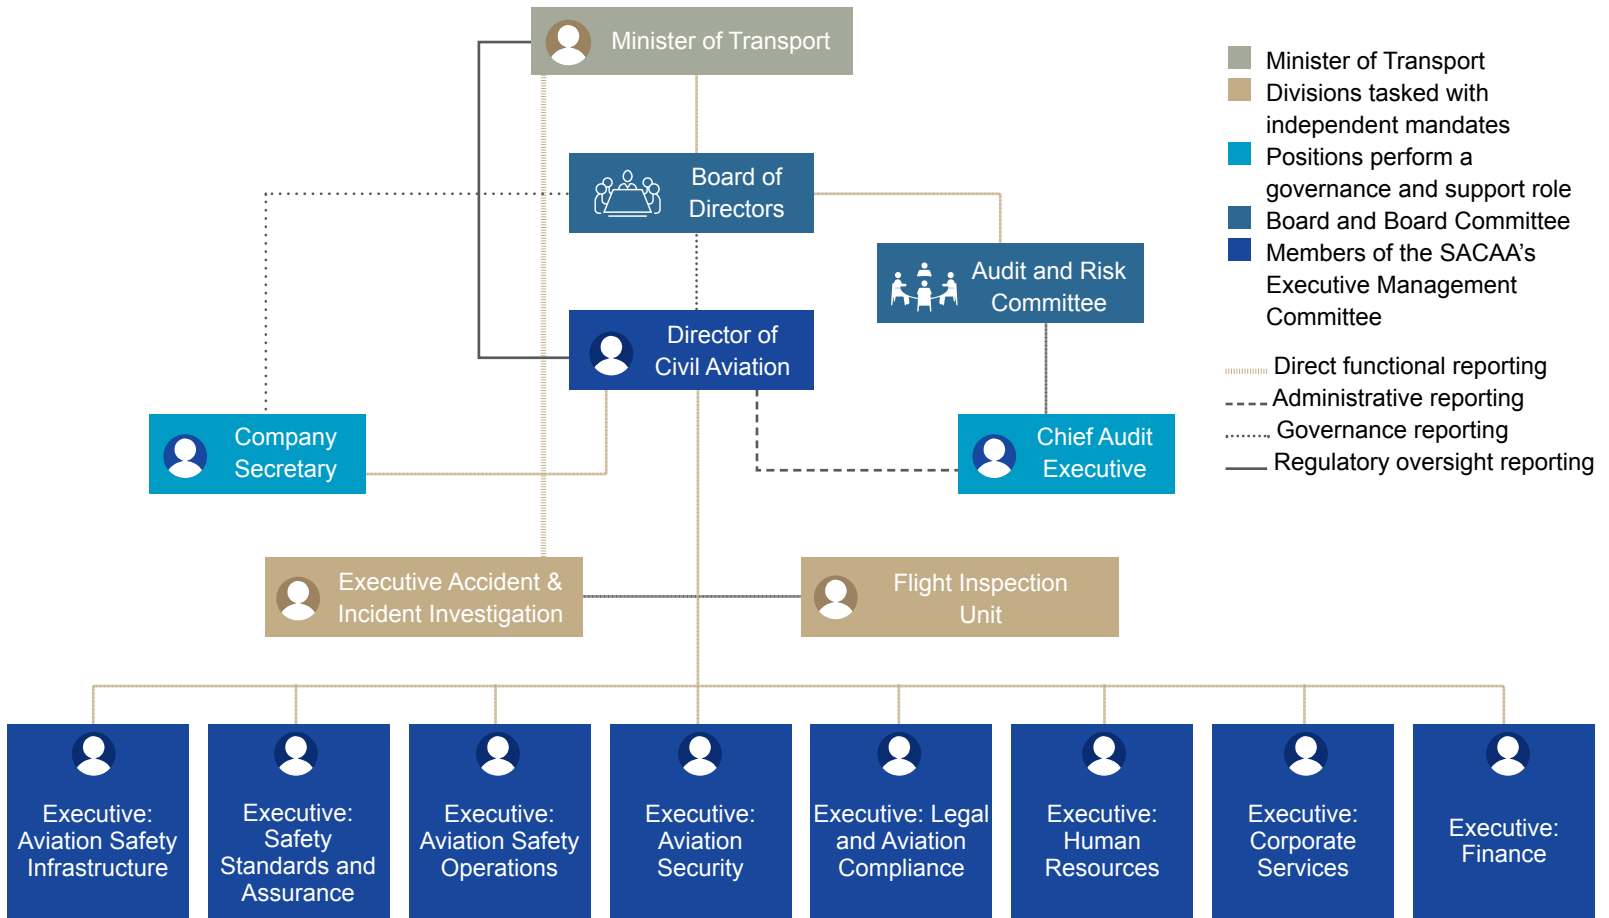 Minister of Transport
Board of
Directors
Audit and Risk
Committee
Director of
Civil Aviation
Company
Secretary
Chief Audit
Executive
Executive Accident &
Incident Investigation
Flight Inspection
Unit
Executive:
Aviation Safety
Infrastructure
Executive:
Safety
Standards and
Assurance
Executive:
Aviation Safety
Operations
Executive:
Aviation
Security
Executive: Legal
and Aviation
Compliance
Executive:
Human
Resources
Executive:
Corporate
Services
Executive:
Finance
Minister of Transport
Divisions tasked with
independent mandates
Positions perform a
governance and support role
Board and Board Committee
Members of the SACAA’s
Executive Management
Committee
Direct functional reporting
Administrative reporting
Governance reporting
Regulatory oversight reporting